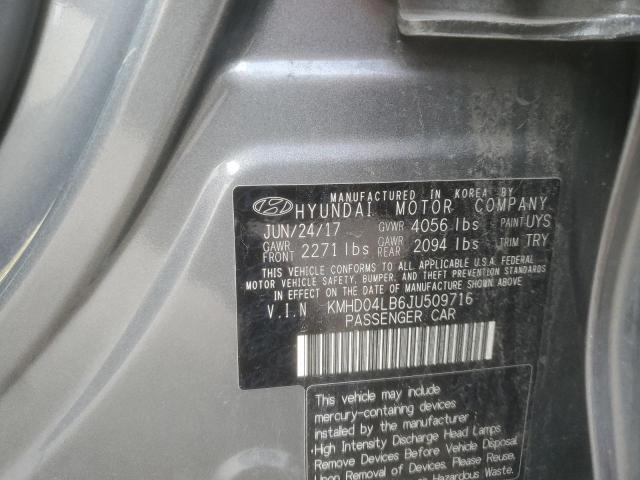 MANUFACTURED IN KOREA BY
HYUNDAI MOTOR COMPANY
JUN/24/17 GVWR 4056 lbs PAINT UYS
GAWR FRONT 2271 lbs GAWR REAR 2094 lbs TRIM TRY
THIS VEHICLE CONFORMS TO ALL APPLICABLE U.S.A. FEDERAL
MOTOR VEHICLE SAFETY, BUMPER, AND THEFT PREVENTION STANDARDS
IN EFFECT ON THE DATE OF MANUFACTURE SHOWN ABOVE.
V.I.N KMHD04LB6JU509716
PASSENGER CAR
This vehicle may include
mercury-containing devices
installed by the manufacturer :
• High Intensity Discharge Head Lamps
Remove Devices Before Vehicle Disposal.
Upon Removal of Devices, Please Reuse,
as Hazardous Waste.